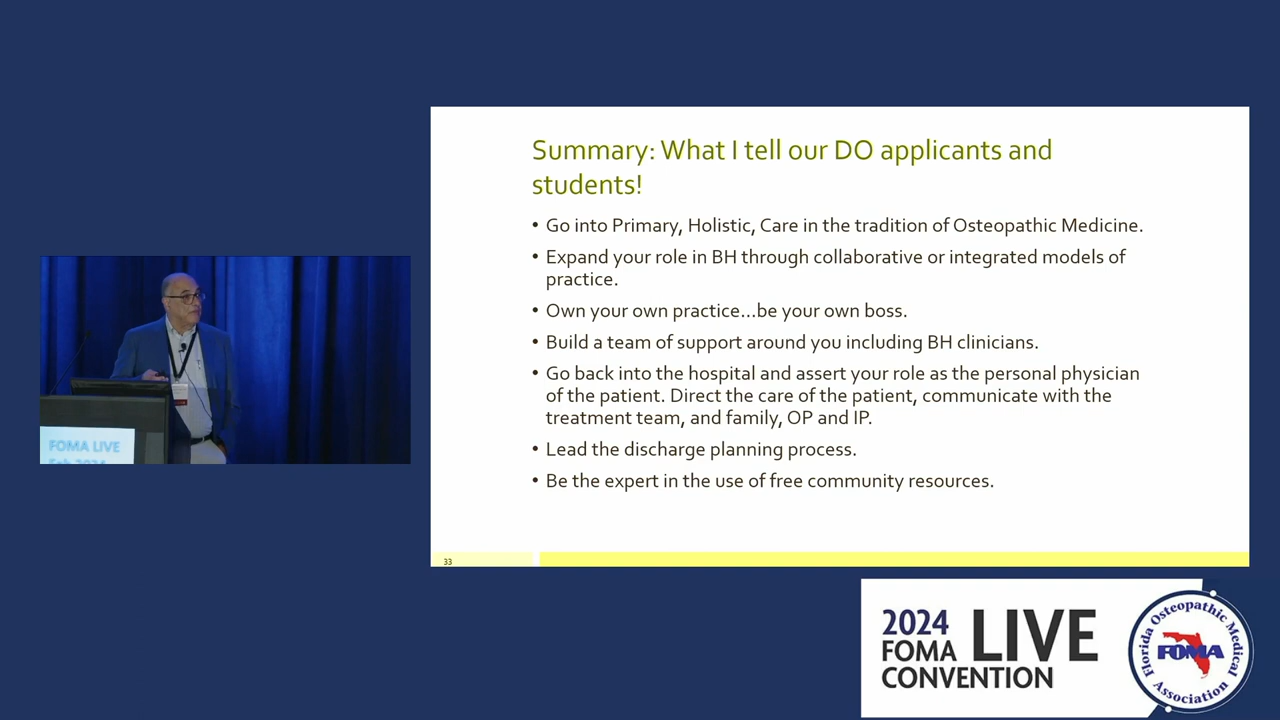 Summary: What I tell our DO applicants and
students!
• Go into Primary, Holistic, Care in the tradition of Osteopathic Medicine.
• Expand your role in BH through collaborative or integrated models of
practice.
• Own your own practice...be your own boss.
• Build a team of support around you including BH clinicians.
• Go back into the hospital and assert your role as the personal physician
of the patient. Direct the care of the patient, communicate with the
treatment team, and family, OP and IP.
• Lead the discharge planning process.
• Be the expert in the use of free community resources.
33
FOMA LIVE
Feb 2024
2024
FOMA
LIVE
CONVENTION
Florida Osteopathic Medical
FOMA
Association